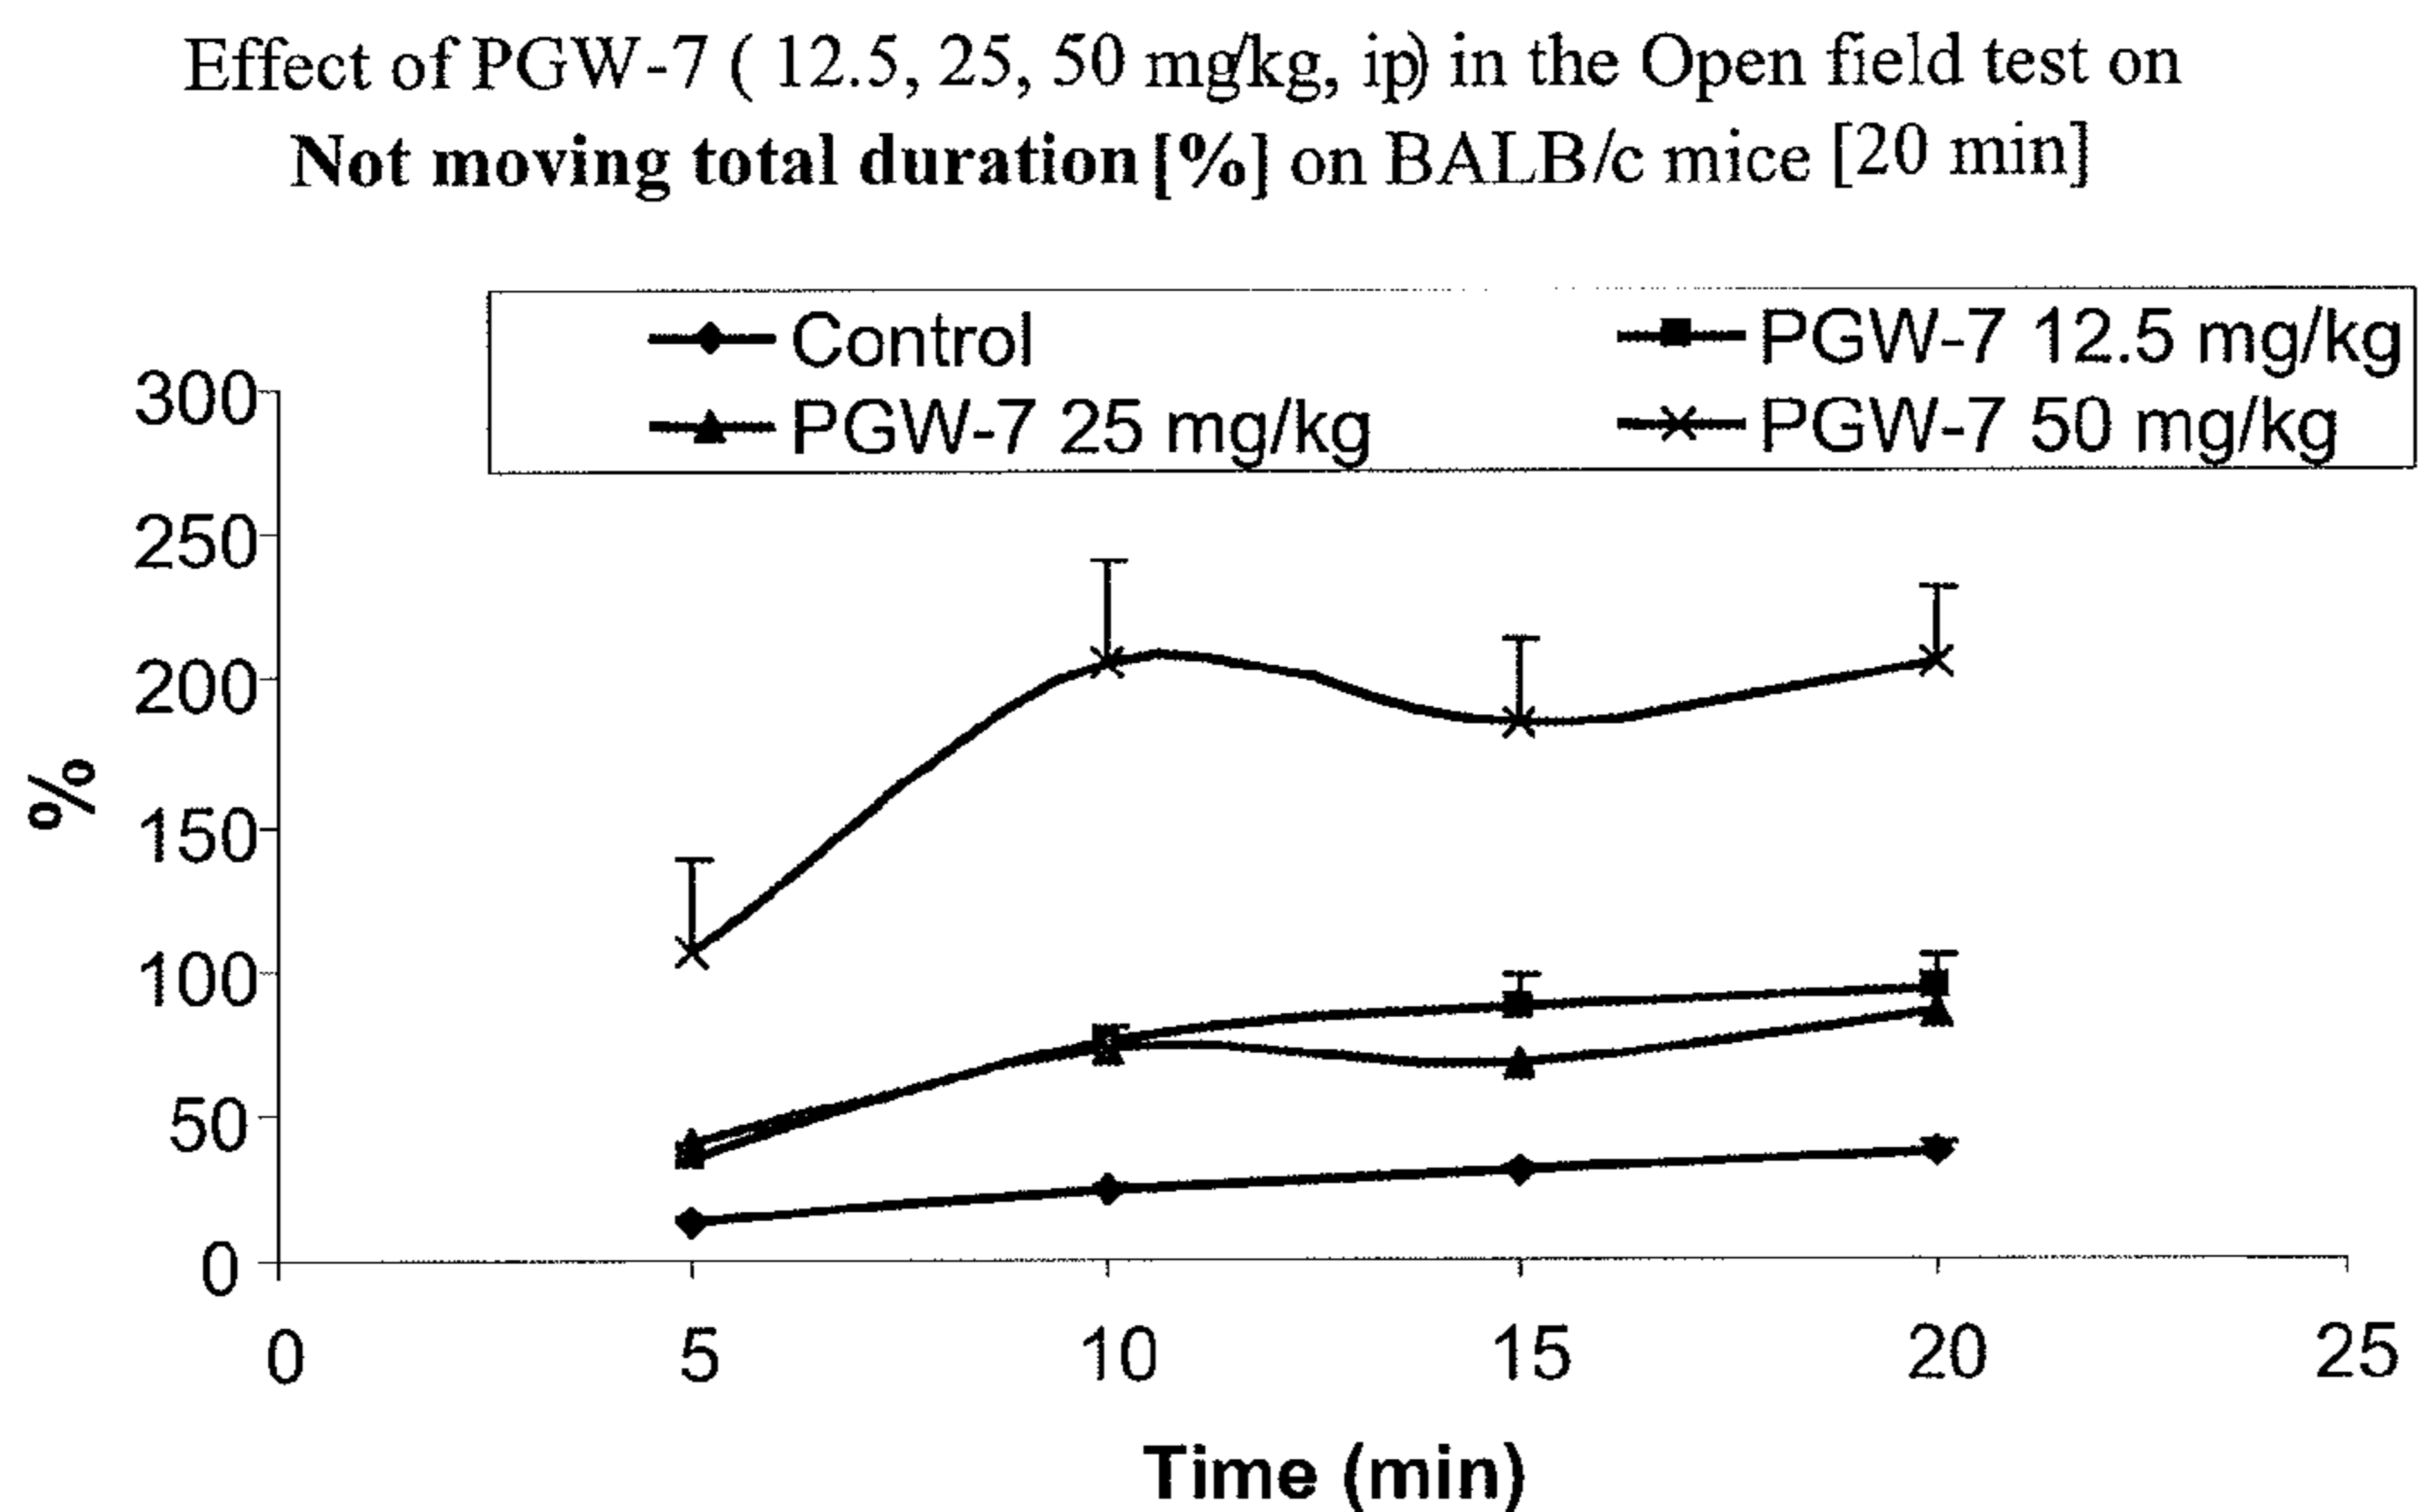 Effect of PGW-7 ( 12.5, 25, 50 mg/kg, ip) in the Open field test on
Not moving total duration [%] on BALB/c mice [20 min]
Control
PGW-7 12.5 mg/kg
PGW-7 25 mg/kg
PGW-7 50 mg/kg
300
250
200
150
100
50
0
%
0 5 10 15 20 25
Time (min)